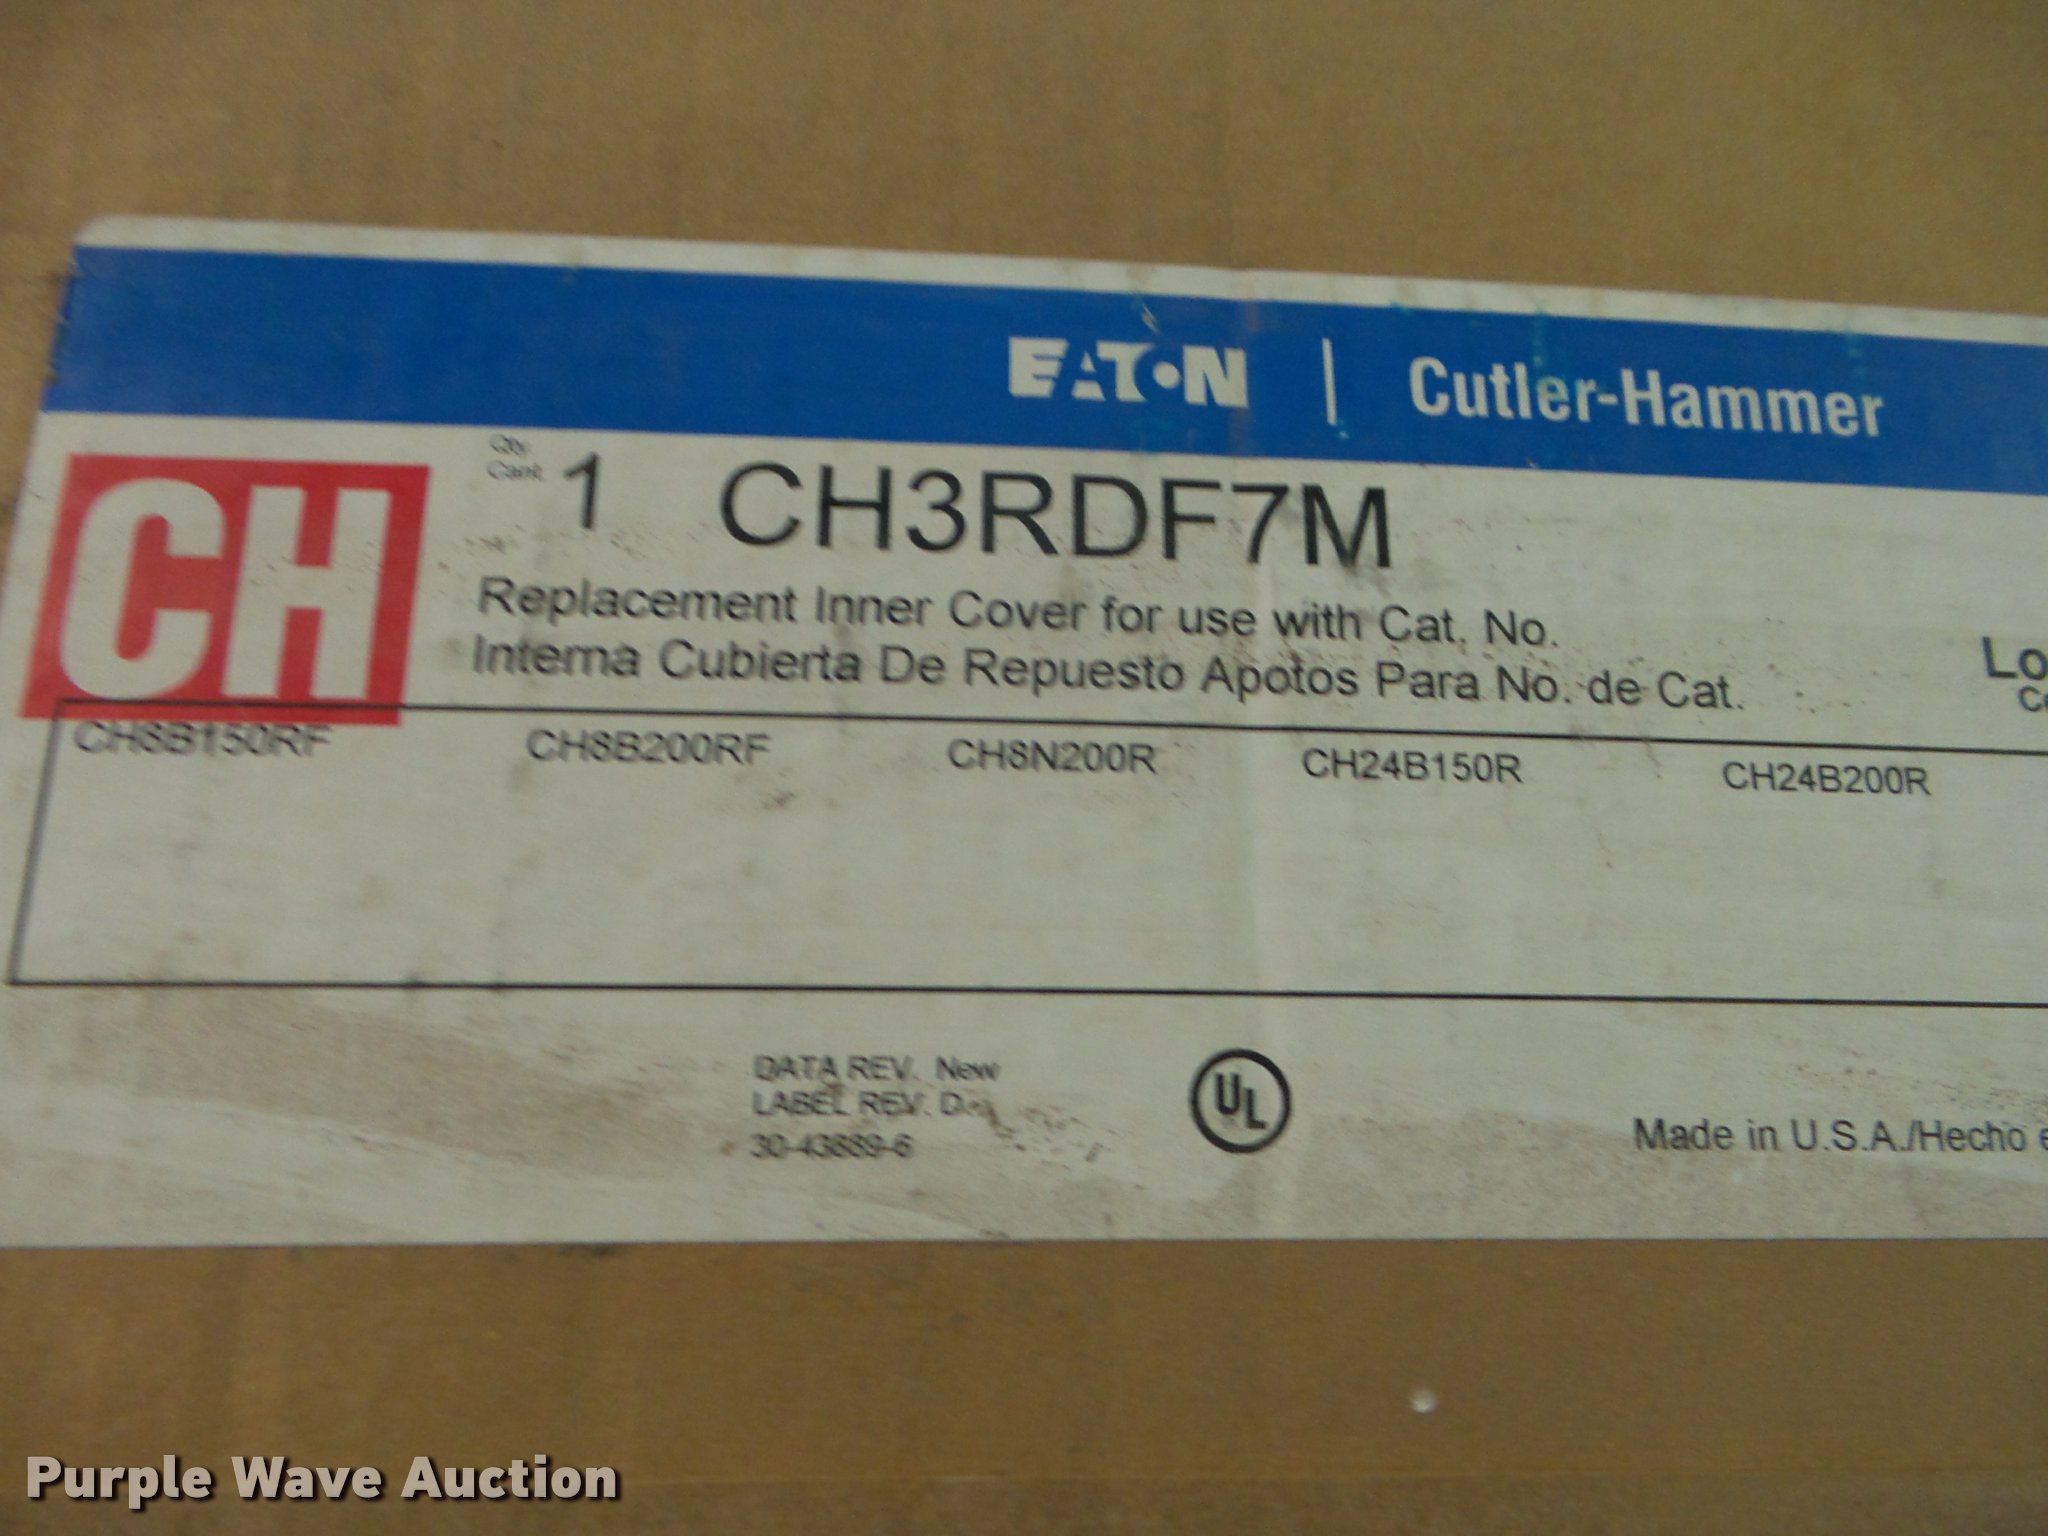 EATON | Cutler-Hammer
CH
Qty.
Cant.
1 CH3RDF7M
Replacement Inner Cover for use with Cat. No.
Interna Cubierta De Repuesto Apotos Para No. de Cat.
Lo
CH8B150RF CH8B200RF CH8N200R CH24B150R CH24B200R
DATA REV. New
LABEL REV. D
30-43889-6
UL
Made in U.S.A./Hecho e
Purple Wave Auction